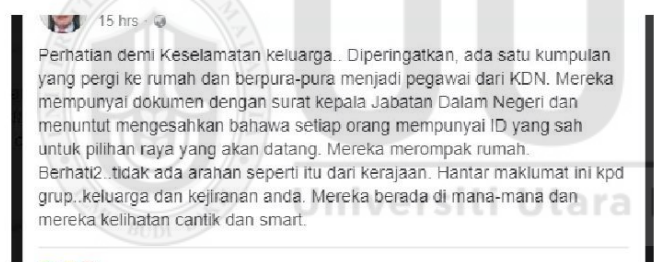 15 hrs ·
Perhatian demi Keselamatan keluarga.. Diperingatkan, ada satu kumpulan
yang pergi ke rumah dan berpura-pura menjadi pegawai dari KDN. Mereka
mempunyai dokumen dengan surat kepala Jabatan Dalam Negeri dan
menuntut mengesahkan bahawa setiap orang mempunyai ID yang sah
untuk pilihan raya yang akan datang. Mereka merompak rumah.
Berhati2..tidak ada arahan seperti itu dari kerajaan. Hantar maklumat ini kpd
grup..keluarga dan kejiranan anda. Mereka berada di mana-mana dan
mereka kelihatan cantik dan smart.
Universiti Utara